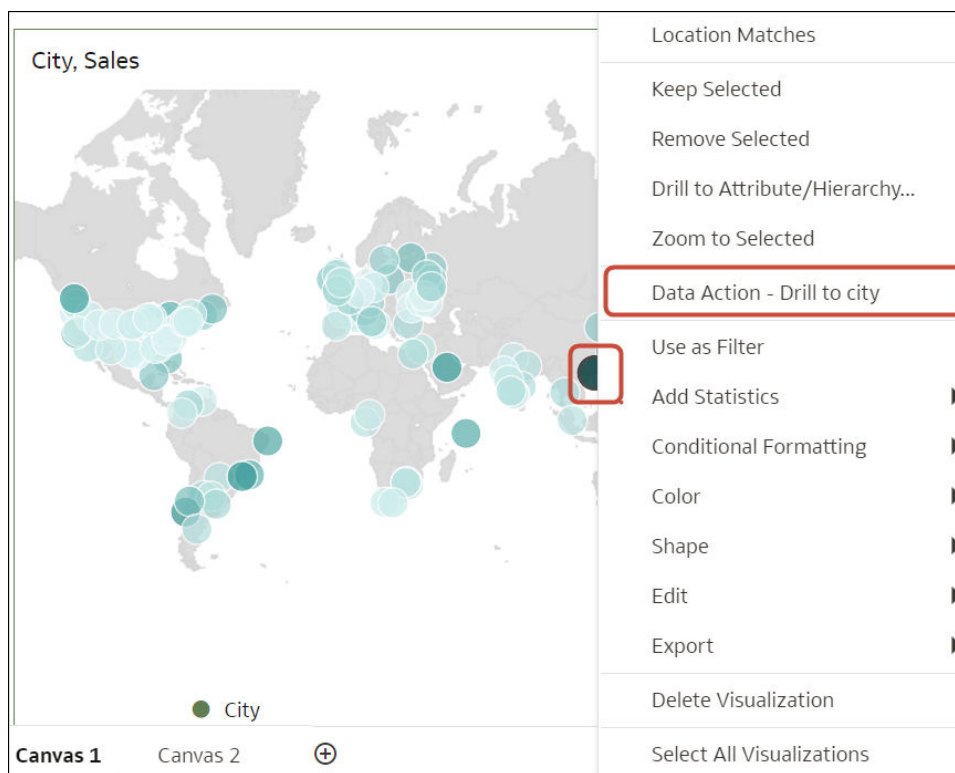 City, Sales
City
Canvas 1
Canvas 2
Location Matches
Keep Selected
Remove Selected
Drill to Attribute/Hierarchy...
Zoom to Selected
Data Action - Drill to city
Use as Filter
Add Statistics
Conditional Formatting
Color
Shape
Edit
Export
Delete Visualization
Select All Visualizations